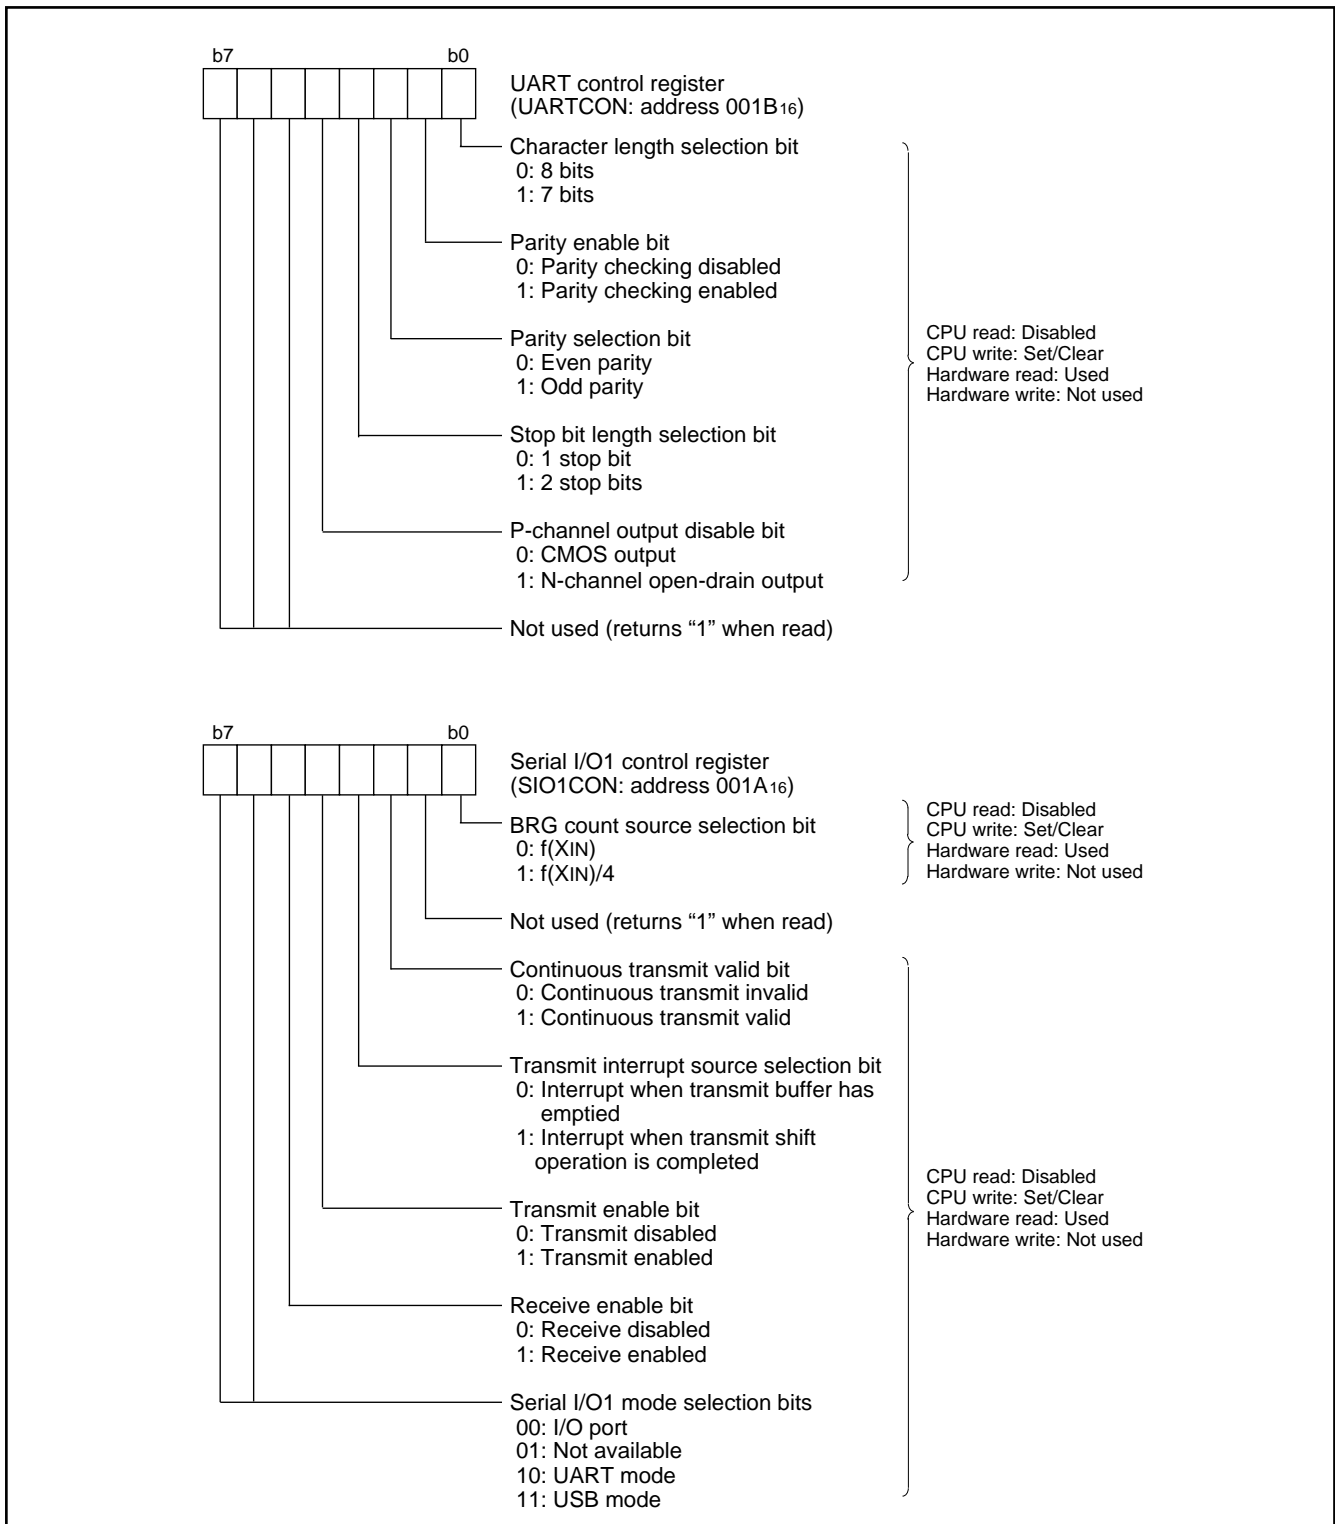 b7 b0
UART control register
(UARTCON: address 001B16)
Character length selection bit
0: 8 bits
1: 7 bits
Parity enable bit
0: Parity checking disabled
1: Parity checking enabled
Parity selection bit
0: Even parity
1: Odd parity
Stop bit length selection bit
0: 1 stop bit
1: 2 stop bits
P-channel output disable bit
0: CMOS output
1: N-channel open-drain output
CPU read: Disabled
CPU write: Set/Clear
Hardware read: Used
Hardware write: Not used
Not used (returns “1” when read)
b7 b0
Serial I/O1 control register
(SIO1CON: address 001A16)
BRG count source selection bit
0: f(XIN)
1: f(XIN)/4
CPU read: Disabled
CPU write: Set/Clear
Hardware read: Used
Hardware write: Not used
Not used (returns “1” when read)
Continuous transmit valid bit
0: Continuous transmit invalid
1: Continuous transmit valid
Transmit interrupt source selection bit
0: Interrupt when transmit buffer has
emptied
1: Interrupt when transmit shift
operation is completed
Transmit enable bit
0: Transmit disabled
1: Transmit enabled
Receive enable bit
0: Receive disabled
1: Receive enabled
Serial I/O1 mode selection bits
00: I/O port
01: Not available
10: UART mode
11: USB mode
CPU read: Disabled
CPU write: Set/Clear
Hardware read: Used
Hardware write: Not used